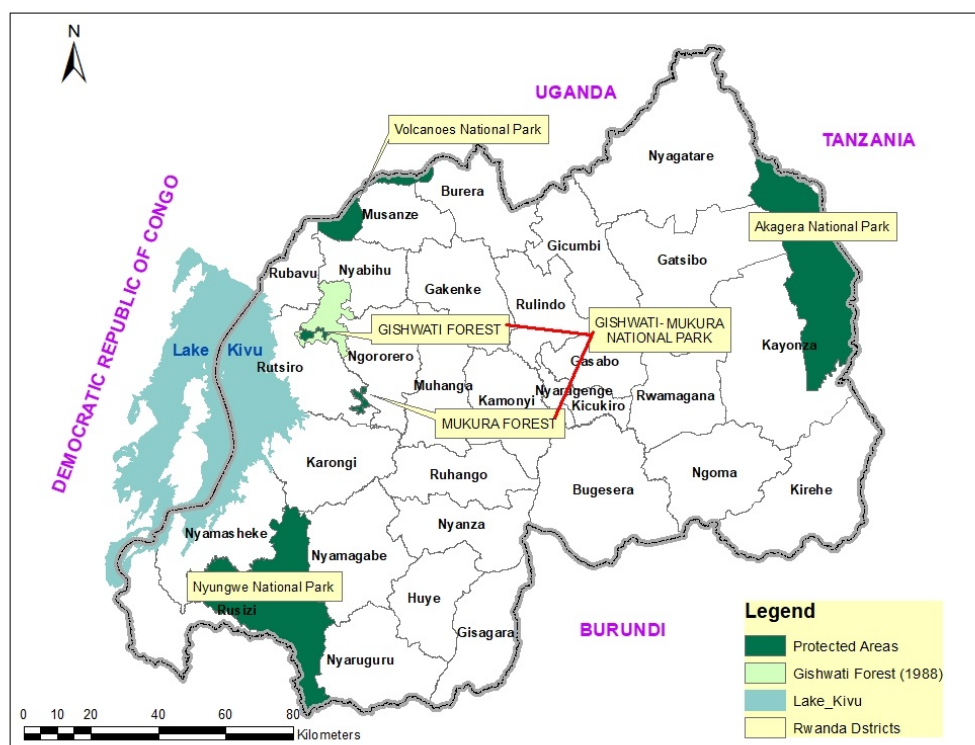 N
UGANDA
TANZANIA
Volcanoes National Park
Nyagatare
Burera
Musanze
Akagera National Park
DEMOCRATIC REPUBLIC OF CONGO
Gicumbi
Gatsibo
Rubavu
Nyabihu
Gakenke
Rulindo
GISHWATI FOREST
GISHWATI-MUKURA
NATIONAL PARK
Lake Kivu
Kayonza
Rutsiro
Ngororero
Gasabo
Muhanga
Kamonyi
Nyarugenge
Kicukiro
Rwamagana
MUKURA FOREST
Karongi
Ruhango
Bugesera
Ngoma
Kirehe
Nyamasheke
Nyanza
Nyamagabe
Nyungwe National Park
Rusizi
Huye
Gisagara
BURUNDI
Nyaruguru
Legend
Protected Areas
Gishwati Forest (1988)
Lake_Kivu
Rwanda Dstricts
0 10 20 40 60 80
Kilometers